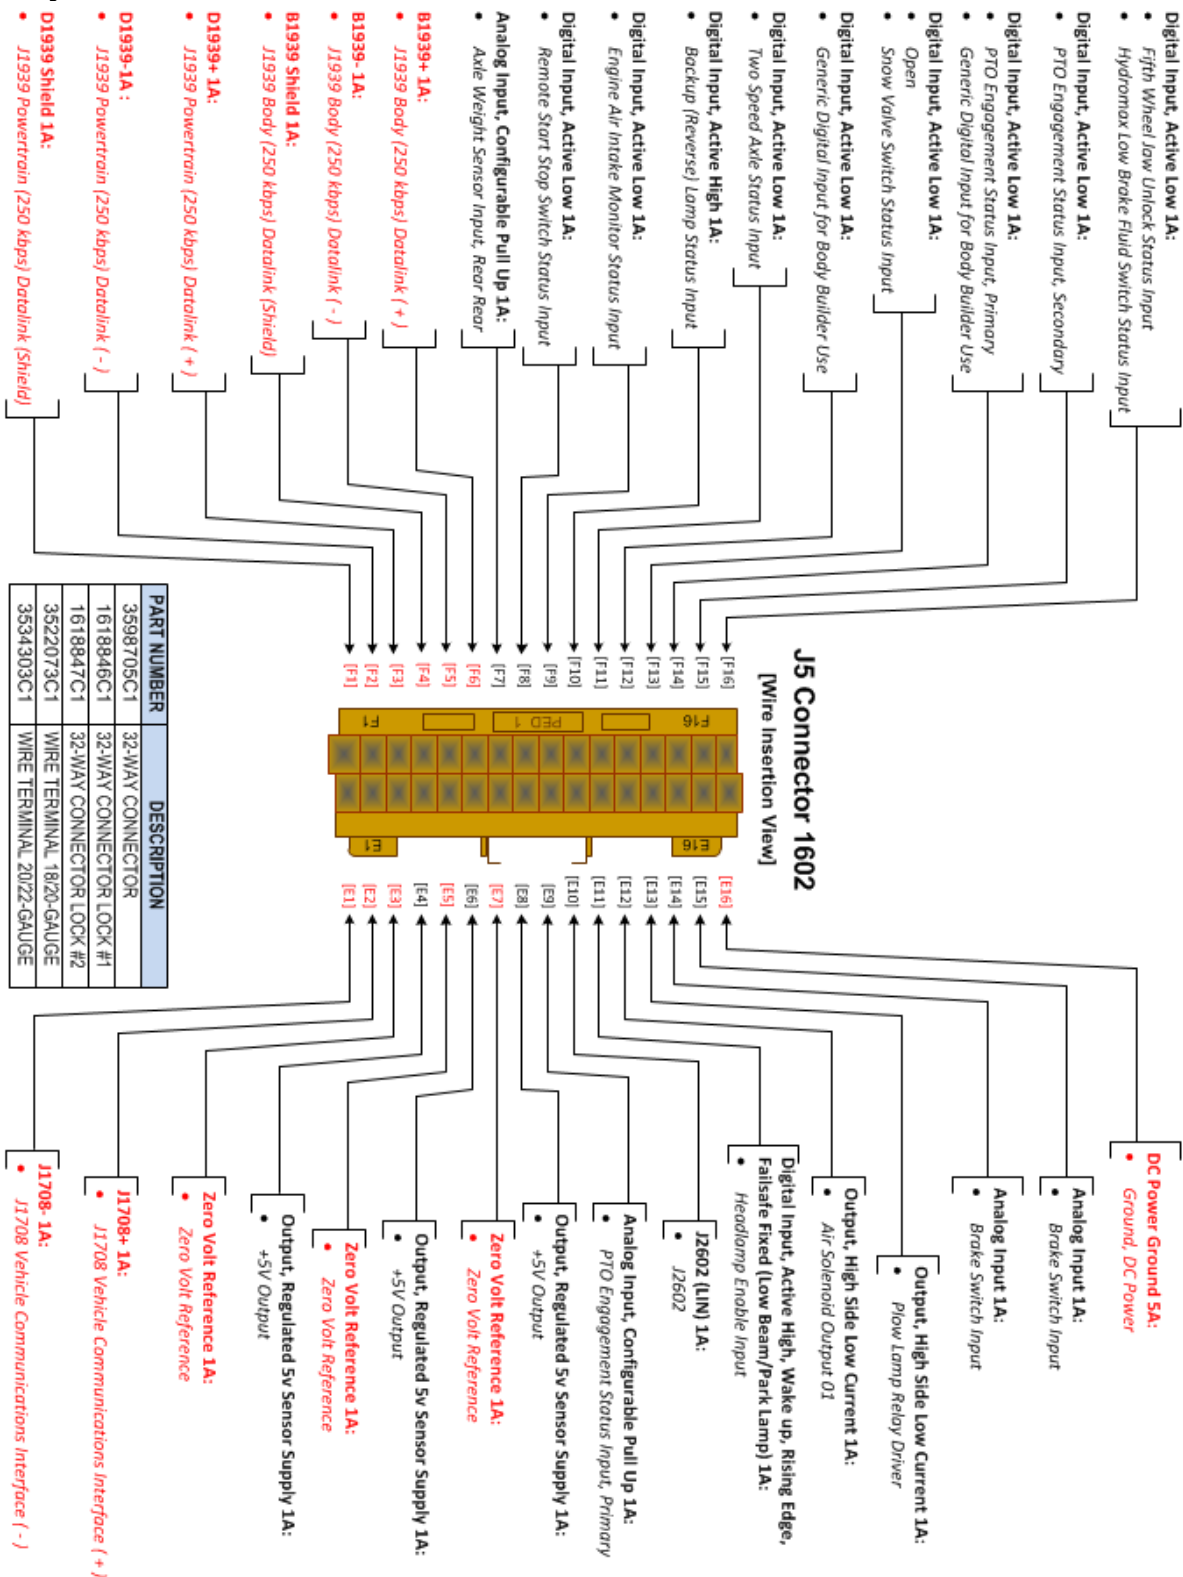 Digital Input, Active Low 1A:
• Fifth Wheel Jaw Unlock Status Input
• Hydromax Low Brake Fluid Switch Status Input
Digital Input, Active Low 1A:
• PTO Engagement Status Input, Secondary
Digital Input, Active Low 1A:
• PTO Engagement Status Input, Primary
• Generic Digital Input for Body Builder Use
Digital Input, Active Low 1A:
• Open
• Snow Valve Switch Status Input
Digital Input, Active Low 1A:
• Generic Digital Input for Body Builder Use
Digital Input, Active Low 1A:
• Two Speed Axle Status Input
Digital Input, Active High 1A:
• Backup (Reverse) Lamp Status Input
Digital Input, Active Low 1A:
• Engine Air Intake Monitor Status Input
Digital Input, Active Low 1A:
• Remote Start Stop Switch Status Input
Analog Input, Configurable Pull Up 1A:
• Axle Weight Sensor Input, Rear Rear
B1939+ 1A:
• J1939 Body (250 kbps) Datalink ( + )
B1939- 1A:
• J1939 Body (250 kbps) Datalink ( - )
B1939 Shield 1A:
• J1939 Body (250 kbps) Datalink (Shield)
D1939+ 1A:
• J1939 Powertrain (250 kbps) Datalink ( + )
D1939-1A :
• J1939 Powertrain (250 kbps) Datalink ( - )
D1939 Shield 1A:
• J1939 Powertrain (250 kbps) Datalink (Shield)
J5 Connector 1602
[Wire Insertion View]
[F16]
[F15]
[F14]
[F13]
[F12]
[F11]
[F10]
[F9]
[F8]
[F7]
[F6]
[F5]
[F4]
[F3]
[F2]
[F1]
F16
PED 1
F1
E16
E1
[E16]
[E15]
[E14]
[E13]
[E12]
[E11]
[E10]
[E9]
[E8]
[E7]
[E6]
[E5]
[E4]
[E3]
[E2]
[E1]
DC Power Ground 5A:
• Ground, DC Power
Analog Input 1A:
• Brake Switch Input
Analog Input 1A:
• Brake Switch Input
Output, High Side Low Current 1A:
• Plow Lamp Relay Driver
Output, High Side Low Current 1A:
• Air Solenoid Output 01
Digital Input, Active High, Wake up, Rising Edge,
Failsafe Fixed (Low Beam/Park Lamp) 1A:
• Headlamp Enable Input
J2602 (LIN) 1A:
• J2602
Analog Input, Configurable Pull Up 1A:
• PTO Engagement Status Input, Primary
Output, Regulated 5v Sensor Supply 1A:
• +5V Output
Zero Volt Reference 1A:
• Zero Volt Reference
Output, Regulated 5v Sensor Supply 1A:
• +5V Output
Zero Volt Reference 1A:
• Zero Volt Reference
Output, Regulated 5v Sensor Supply 1A:
• +5V Output
Zero Volt Reference 1A:
• Zero Volt Reference
J1708+ 1A:
• J1708 Vehicle Communications Interface ( + )
J1708- 1A:
• J1708 Vehicle Communications Interface ( - )
PART NUMBER DESCRIPTION
3598705C1 32-WAY CONNECTOR
1618846C1 32-WAY CONNECTOR LOCK #1
1618847C1 32-WAY CONNECTOR LOCK #2
3522073C1 WIRE TERMINAL 18/20-GAUGE
3534303C1 WIRE TERMINAL 20/22-GAUGE